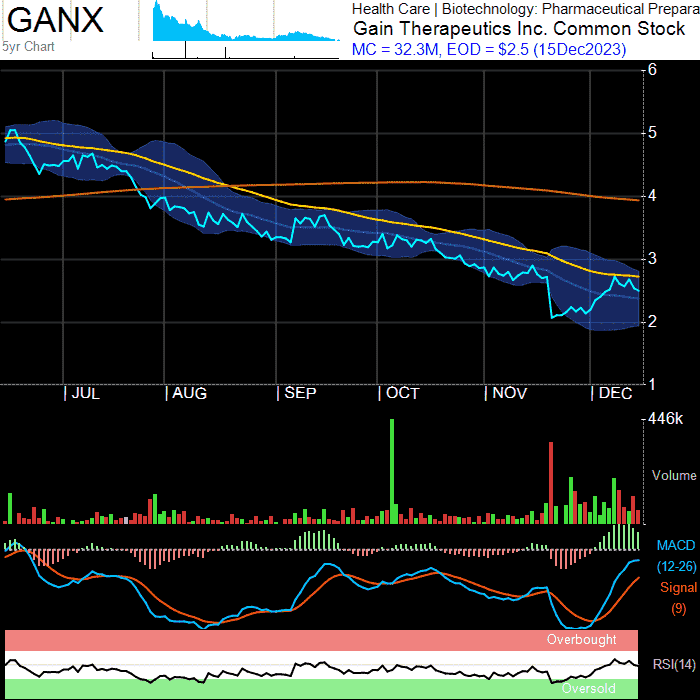 GANX
Health Care | Biotechnology: Pharmaceutical Prepara
Gain Therapeutics Inc. Common Stock
5yr Chart
MC = 32.3M, EOD = $2.5 (15Dec2023)
6
5
4
3
2
1
| JUL | AUG | SEP | OCT | NOV | DEC
446k
Volume
MACD
(12-26)
Signal
(9)
Overbought
RSI(14)
Oversold